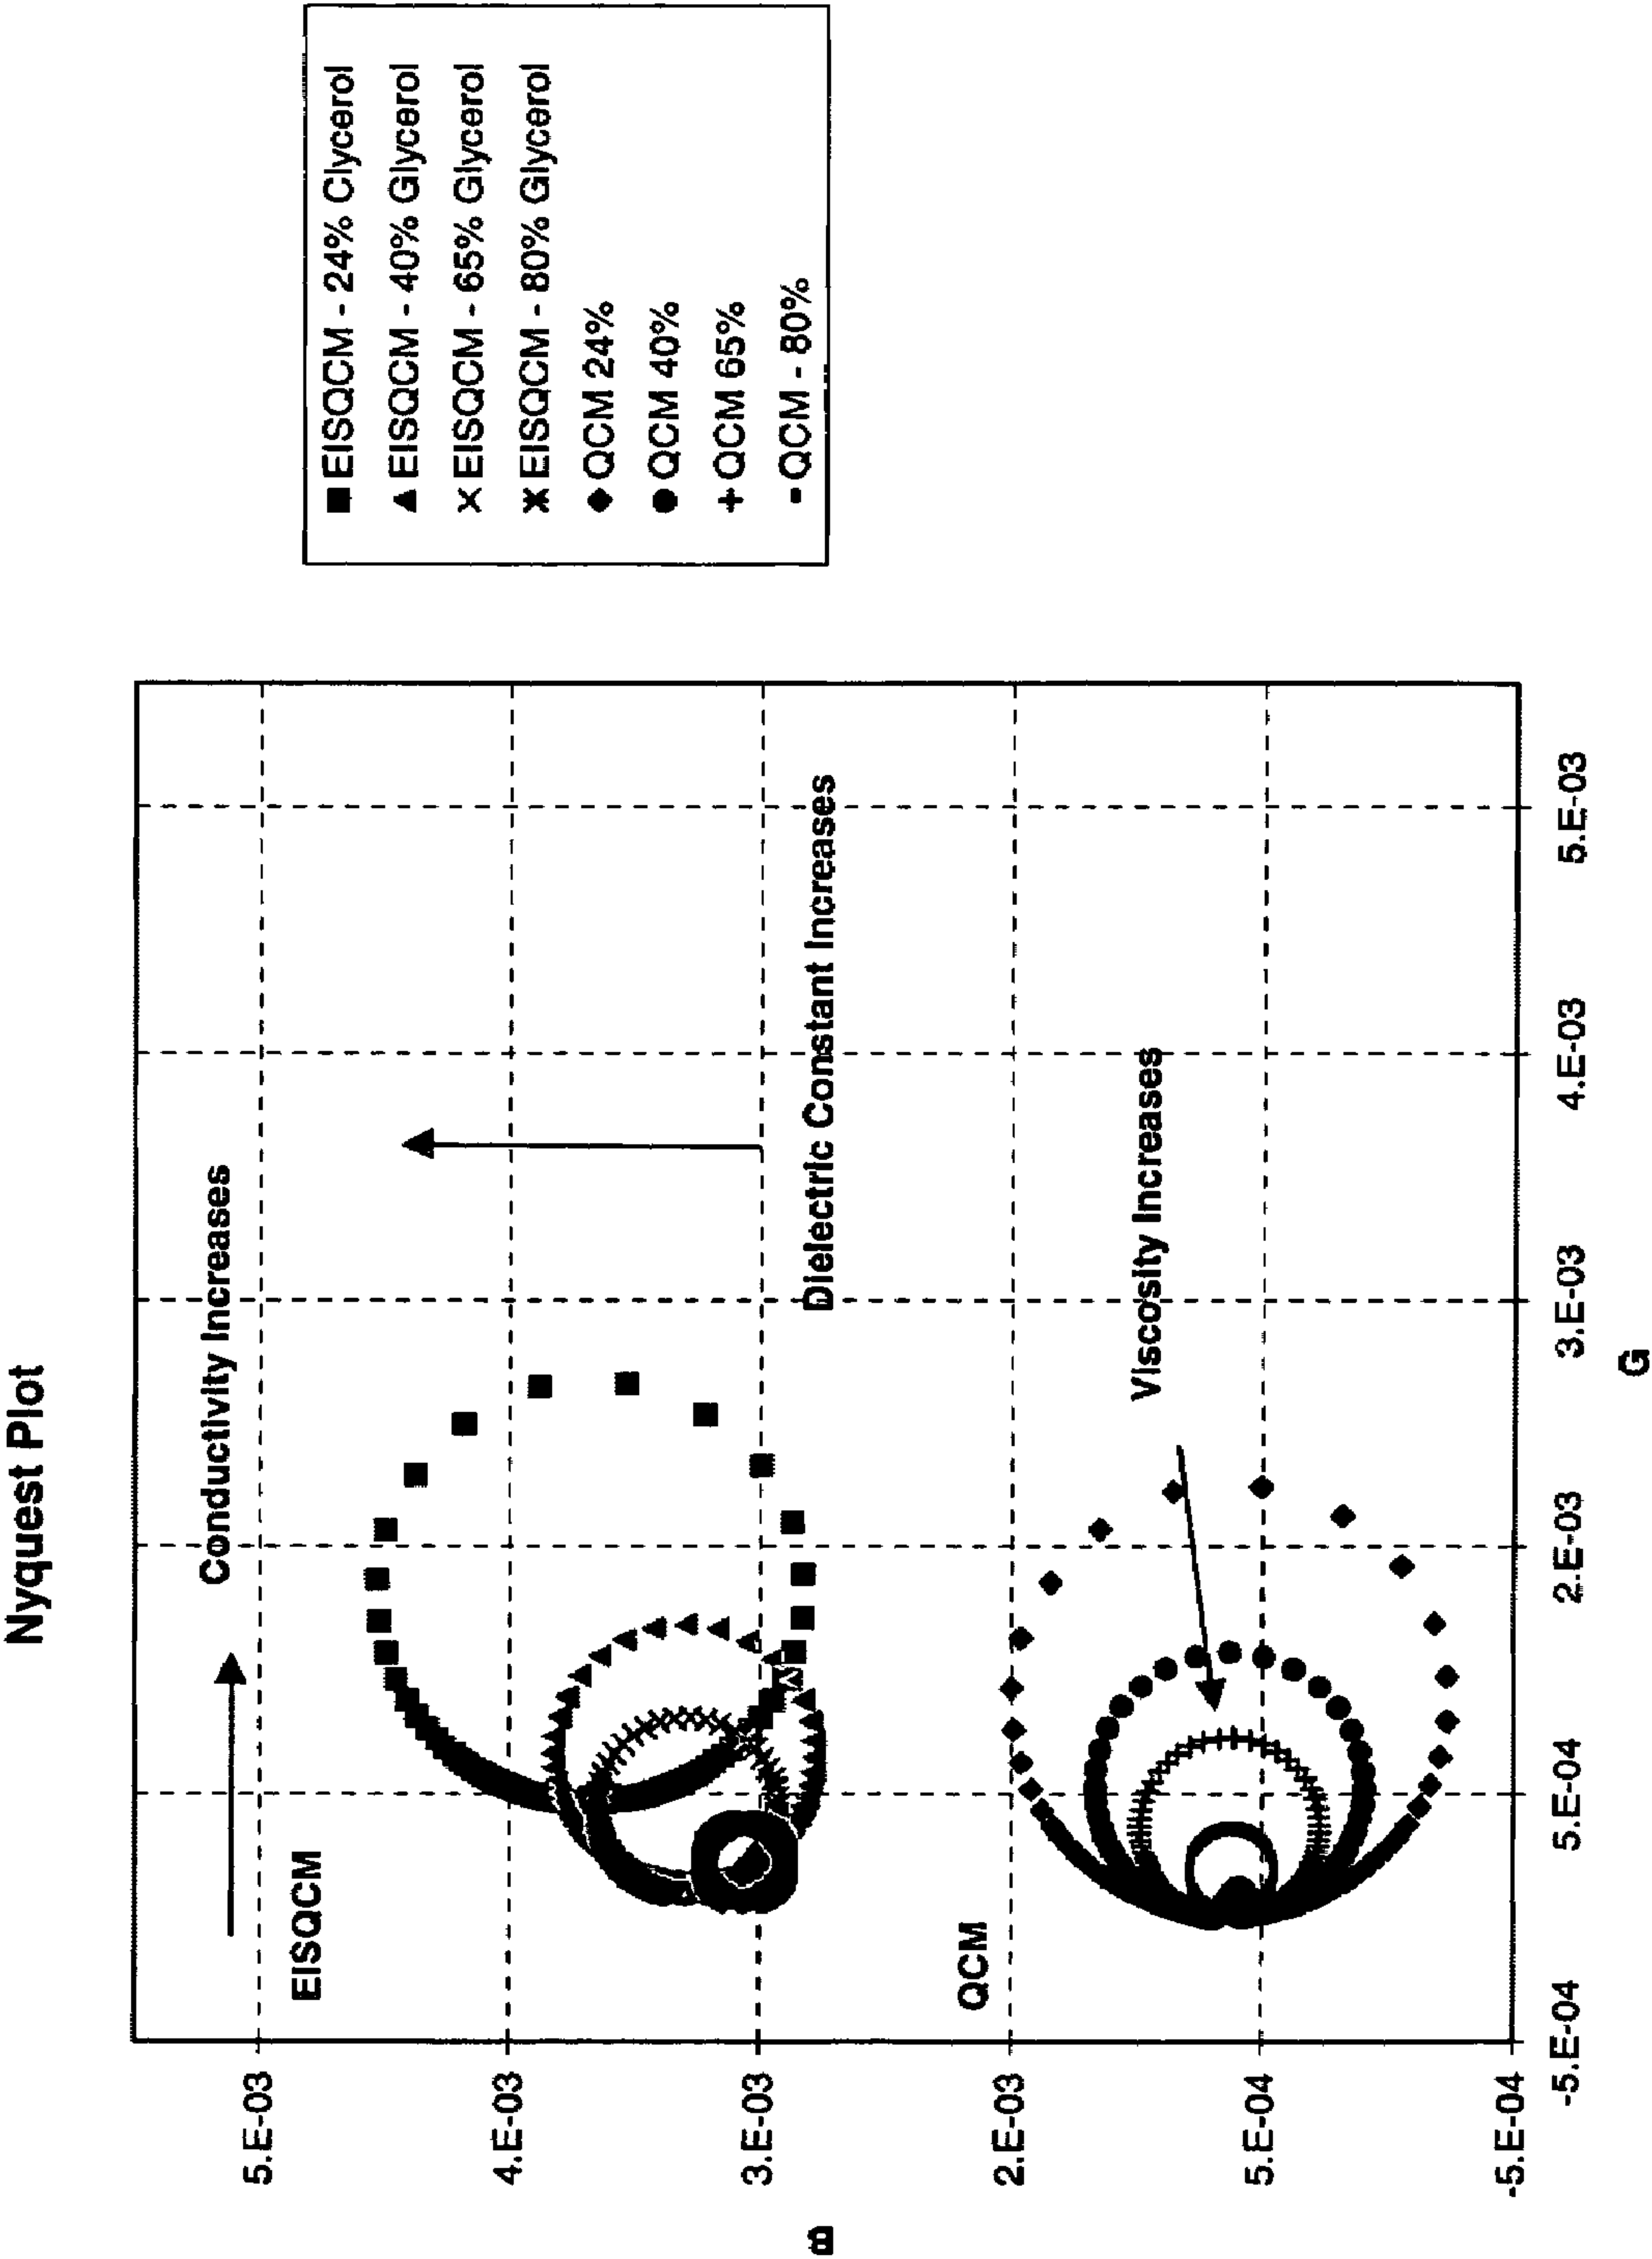 Nyquest Plot
Conductivity Increases
EISQCM
Dielectric Constant Increases
Viscosity Increases
QCM
B
5.E-03
4.E-03
3.E-03
2.E-03
5.E-04
-5.E-04
-5.E-04
5.E-04
2.E-03
3.E-03
4.E-03
5.E-03
G
EISQCM - 24% Clycerol
EISQCM - 40% Glycerol
EISQCM - 65% Glycerol
EISQCM - 80% Glycerol
QCM 24%
QCM 40%
QCM 65%
QCM - 80%